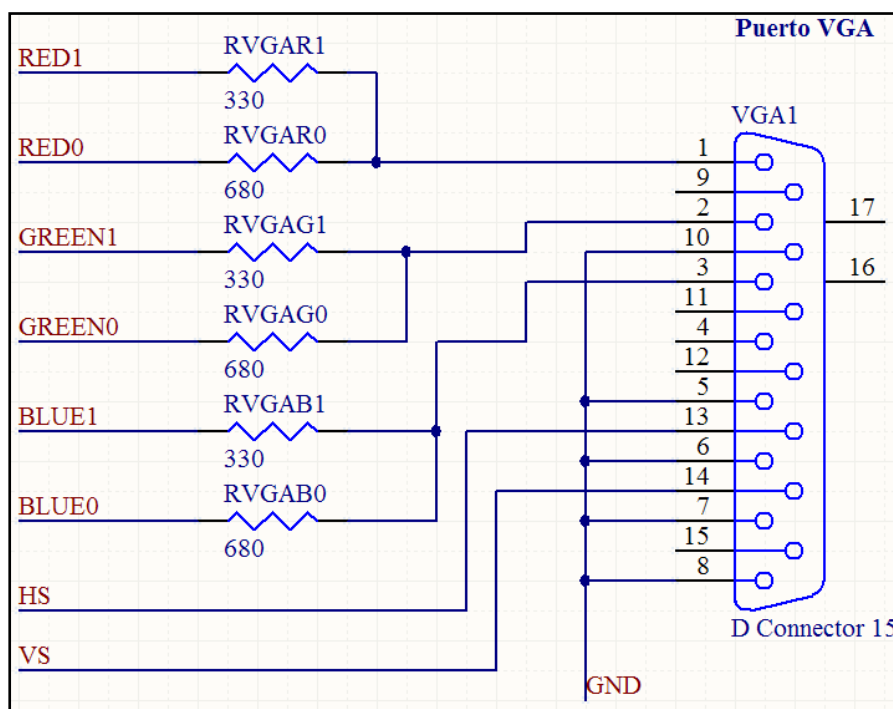 Puerto VGA
RED1
RVGAR1
330
RED0
RVGAR0
680
GREEN1
RVGAG1
330
GREEN0
RVGAG0
680
BLUE1
RVGAB1
330
BLUE0
RVGAB0
680
HS
VS
GND
VGA1
1
9
2
10
3
11
4
12
5
13
6
14
7
15
8
17
16
D Connector 15